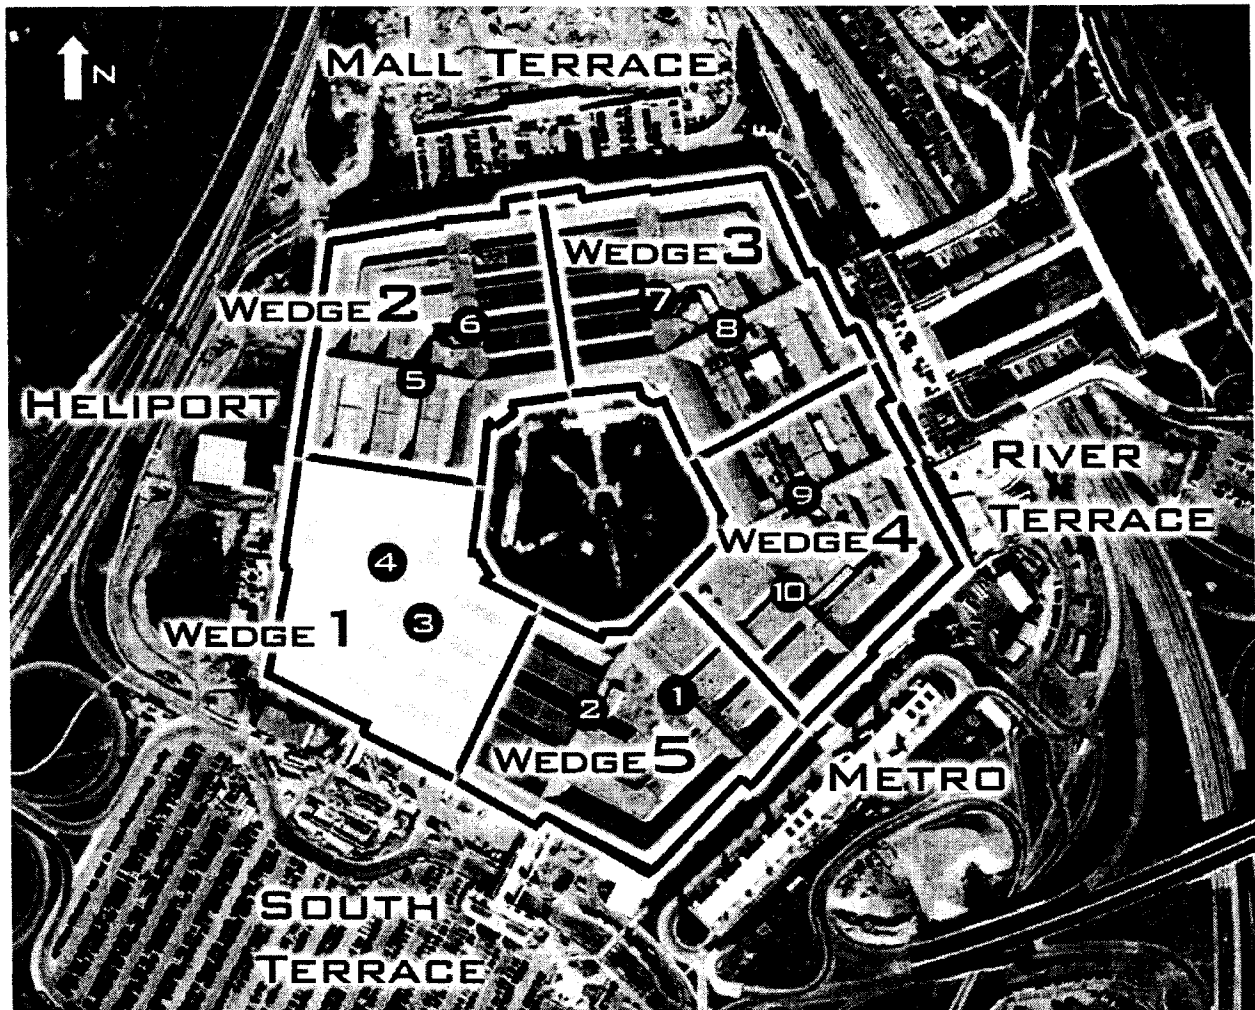 N
MALL TERRACE
WEDGE 3
WEDGE 2
7
6
8
5
HELIPORT
RIVER
TERRACE
9
WEDGE 4
4
10
3
WEDGE 1
1
2
WEDGE 5
METRO
SOUTH
TERRACE